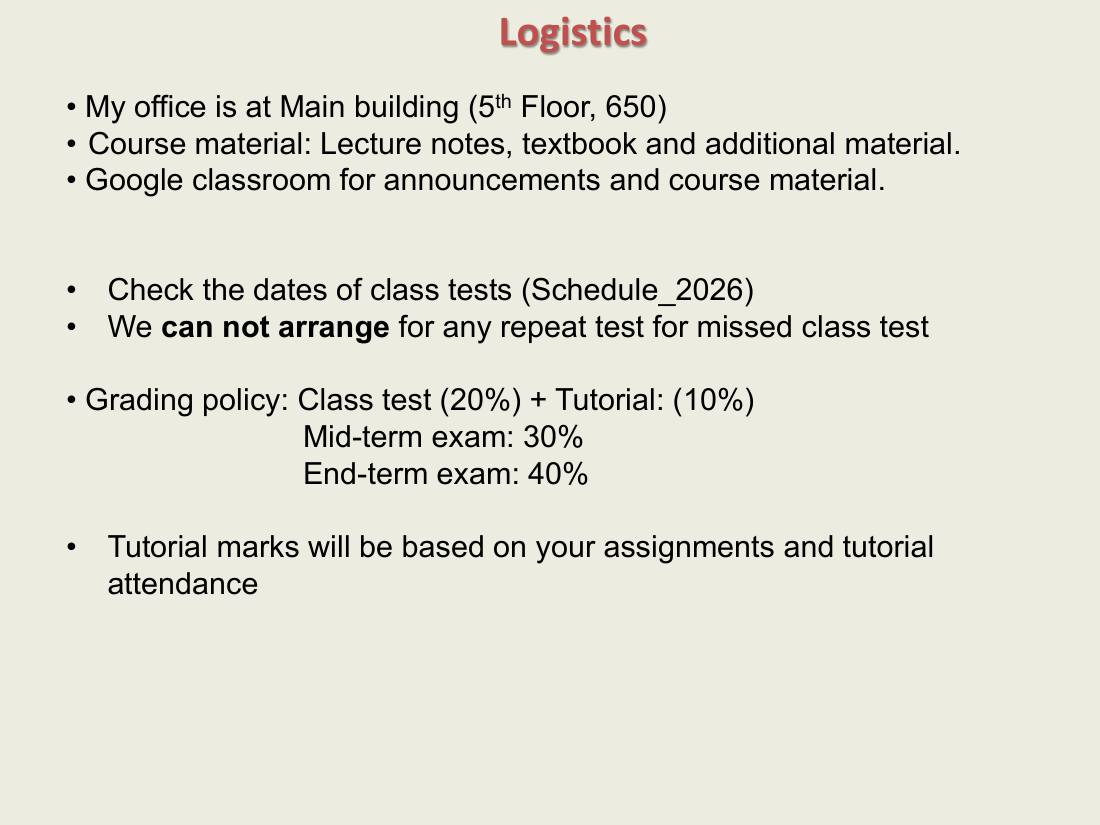 Logistics
• My office is at Main building (5th Floor, 650)
• Course material: Lecture notes, textbook and additional material.
• Google classroom for announcements and course material.
• Check the dates of class tests (Schedule_2026)
• We can not arrange for any repeat test for missed class test
• Grading policy: Class test (20%) + Tutorial: (10%)
Mid-term exam: 30%
End-term exam: 40%
• Tutorial marks will be based on your assignments and tutorial
attendance